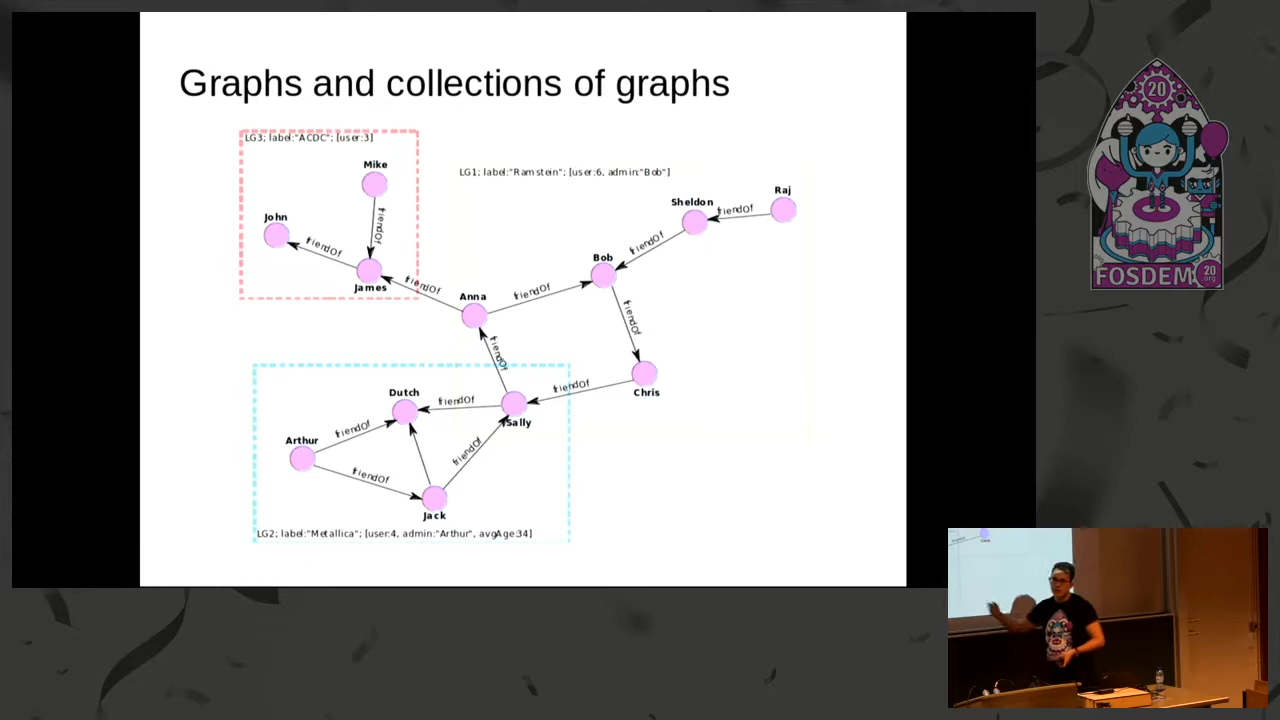 Graphs and collections of graphs
LG3; label:"ACDC"; [user:3]
Mike
LG1; label:"Ramstein"; [user:6, admin:"Bob"]
Raj
Sheldon
friendOf
John
friendOf
friendOf
friendOf
Bob
James
friendOf
Anna
friendOf
friendOf
friendOf
Dutch
friendOf
friendOf
Chris
Sally
Arthur
friendOf
friendOf
friendOf
Jack
LG2; label:"Metallica"; [user:4, admin:"Arthur", avgAge:34]
20
FOSDEM
20
.org